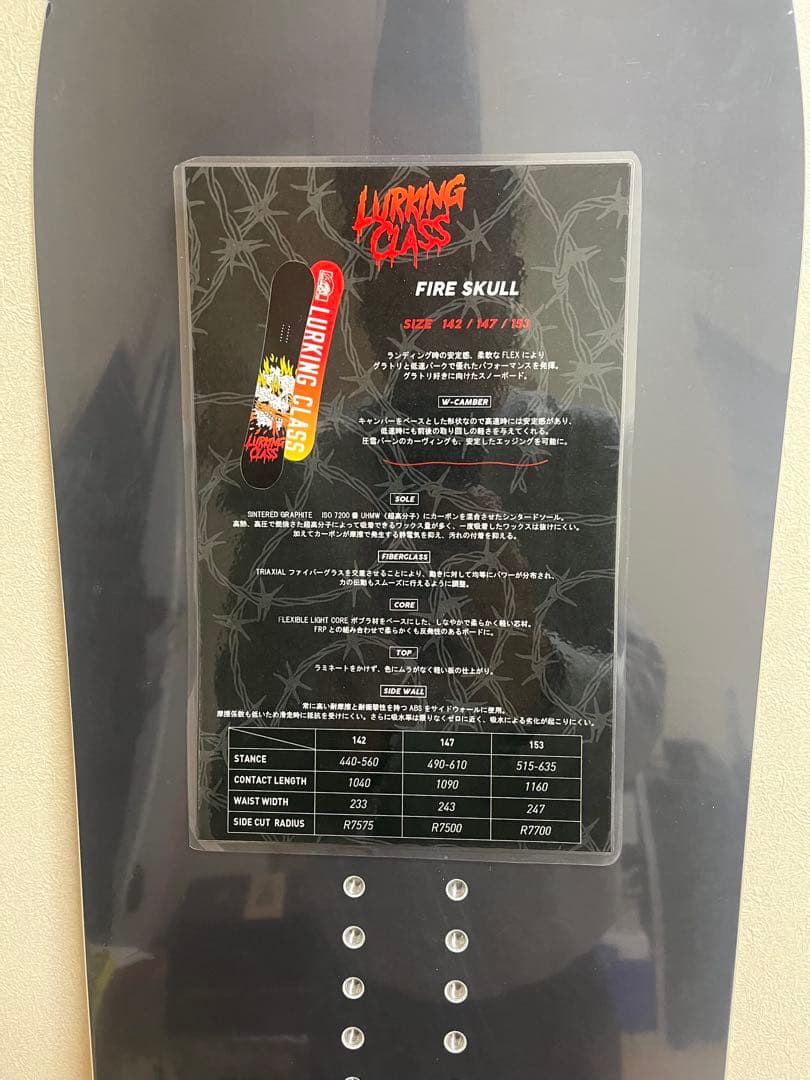 LURKING
CLASS
FIRE SKULL
SIZE 142 / 147 / 153
LURKING CLASS
LURKING
CLASS
ランディング時の安定感、柔軟な FLEX により
グラトリと低速パークで優れたパフォーマンスを発揮。
グラトリ好きに向けたスノーボード。
W-CAMBER
キャンバーをベースとした形状なので高速時には安定感があり、
低速時にも前後の取り回しの軽さを与えてくれる。
圧雪バーンのカーヴィングも、安定したエッジングを可能に。
SOLE
SINTERED GRAPHITE ISO 7200 番 UHMW（超高分子）にカーボンを混合させたシンタードソール。
高熱、高圧で燃焼させた超高分子によって吸着できるワックス量が多く、一度吸着したワックスは抜けにくい。
加えてカーボンが摩擦で発生する静電気を抑え、汚れの付着を抑える。
FIBERGLASS
TRIAXIAL ファイバーグラスを交差させることにより、動きに対して均等にパワーが分布され、
力の伝動もスムーズに行えるように調整。
CORE
FLEXIBLE LIGHT CORE ポプラ材をベースにした、しなやかで柔らかく軽い芯材。
FRP との組み合わせで柔らかくも反発性のあるボードに。
TOP
ラミネートをかけず、色にムラがなく軽い板の仕上がり。
SIDE WALL
常に高い耐摩擦と耐衝撃性を持つ ABS をサイドウォールに使用。
摩擦係数も低いため滑走時に抵抗を受けにくい。さらに吸水率は限りなくゼロに近く、吸水による劣化が起こりにくい。
142 147 153
STANCE 440-560 490-610 515-635
CONTACT LENGTH 1040 1090 1160
WAIST WIDTH 233 243 247
SIDE CUT RADIUS R7575 R7500 R7700